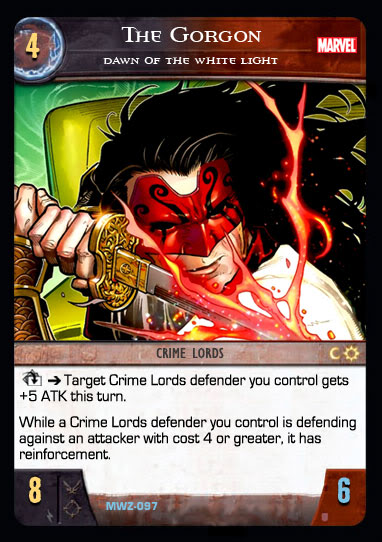 4
THE GORGON
DAWN OF THE WHITE LIGHT
MARVEL
CRIME LORDS
C
➔ Target Crime Lords defender you control gets
+5 ATK this turn.
While a Crime Lords defender you control is defending
against an attacker with cost 4 or greater, it has
reinforcement.
8
MWZ-097
6